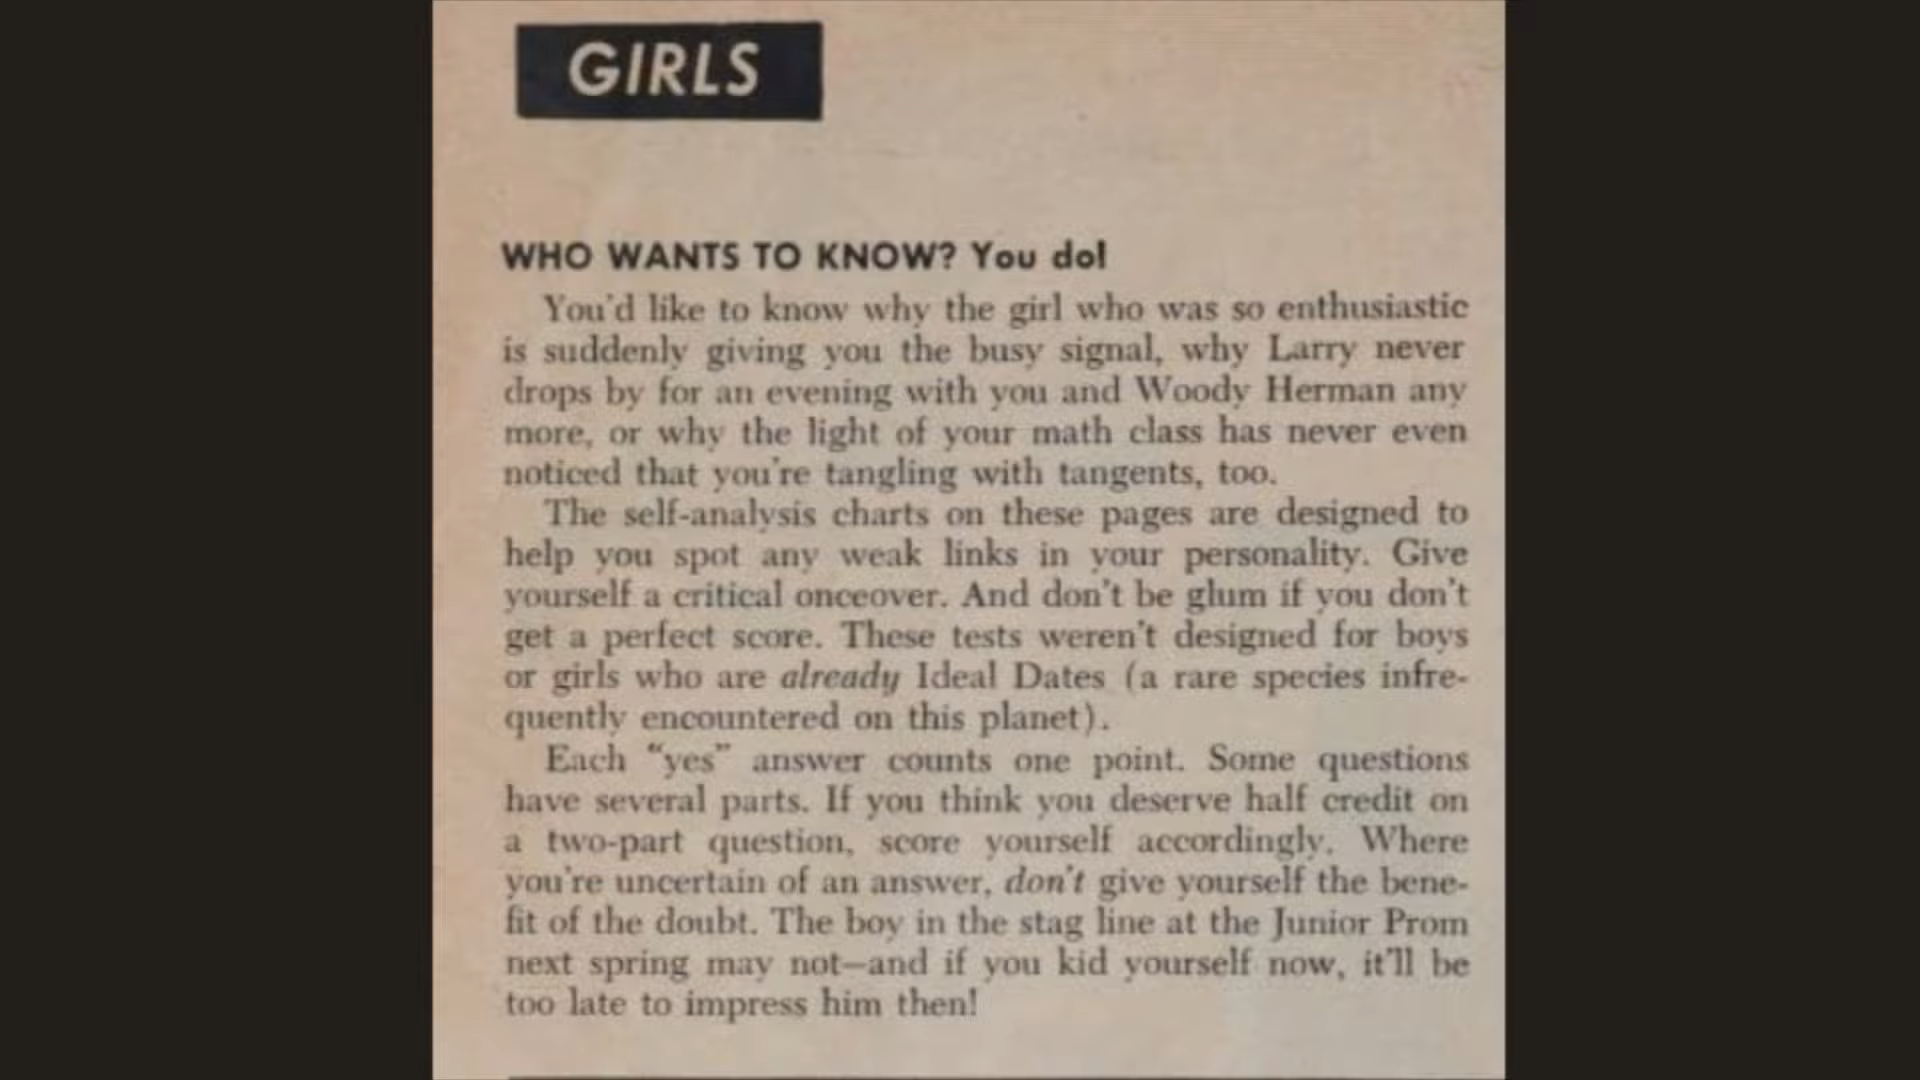 GIRLS
WHO WANTS TO KNOW? You do!
You'd like to know why the girl who was so enthusiastic
is suddenly giving you the busy signal, why Larry never
drops by for an evening with you and Woody Herman any
more, or why the light of your math class has never even
noticed that you're tangling with tangents, too.
The self-analysis charts on these pages are designed to
help you spot any weak links in your personality. Give
yourself a critical onceover. And don't be glum if you don't
get a perfect score. These tests weren't designed for boys
or girls who are already Ideal Dates (a rare species infre-
quently encountered on this planet).
Each “yes” answer counts one point. Some questions
have several parts. If you think you deserve half credit on
a two-part question, score yourself accordingly. Where
you're uncertain of an answer, don't give yourself the bene-
fit of the doubt. The boy in the stag line at the Junior Prom
next spring may not—and if you kid yourself now, it'll be
too late to impress him then!